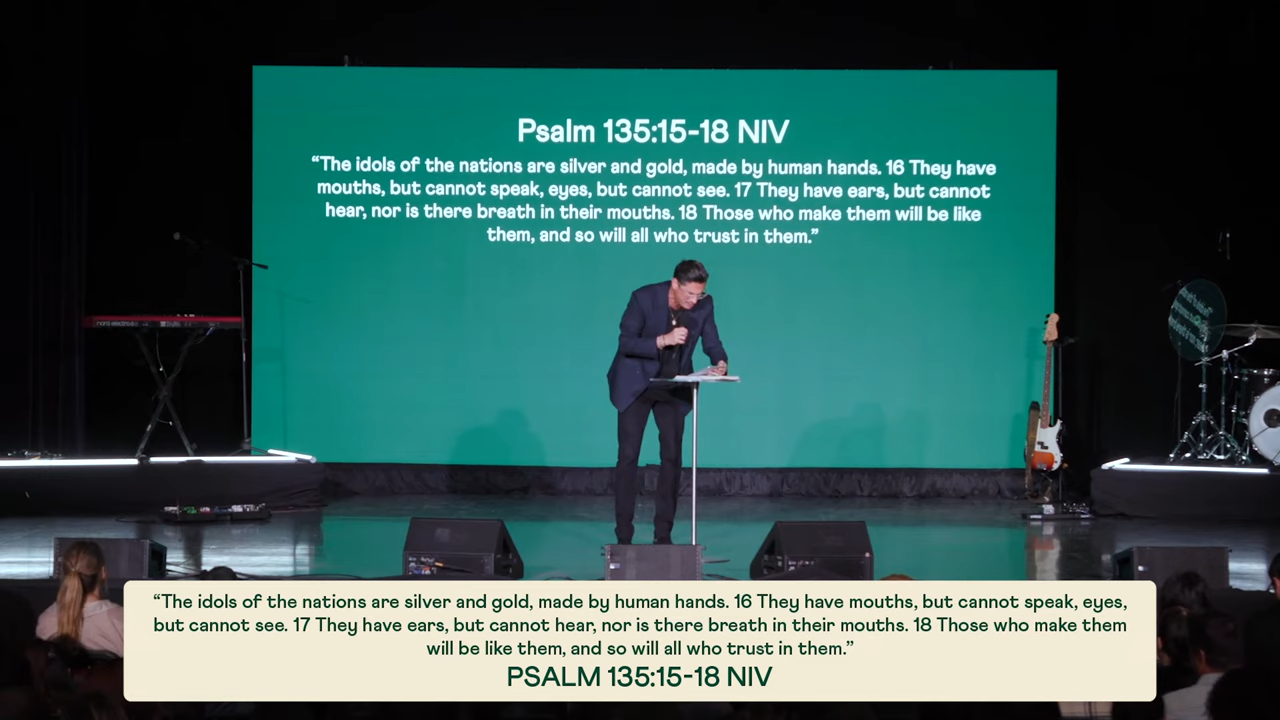 Psalm 135:15-18 NIV
“The idols of the nations are silver and gold, made by human hands. 16 They have
mouths, but cannot speak, eyes, but cannot see. 17 They have ears, but cannot
hear, nor is there breath in their mouths. 18 Those who make them will be like
them, and so will all who trust in them.”
nord electro
“The idols of the nations are silver and gold, made by human hands. 16 They have mouths, but cannot speak, eyes,
but cannot see. 17 They have ears, but cannot hear, nor is there breath in their mouths. 18 Those who make them
will be like them, and so will all who trust in them.”
PSALM 135:15-18 NIV